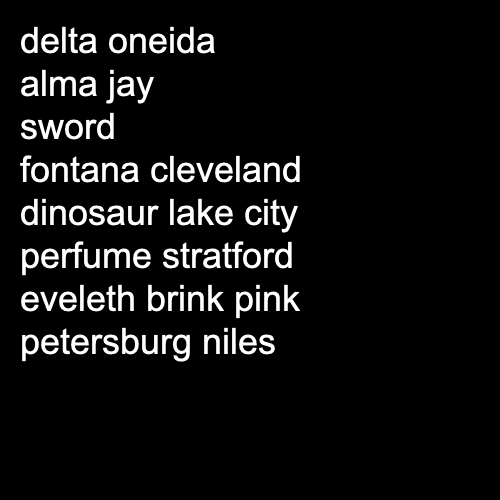 delta oneida
alma jay
sword
fontana cleveland
dinosaur lake city
perfume stratford
eveleth brink pink
petersburg niles